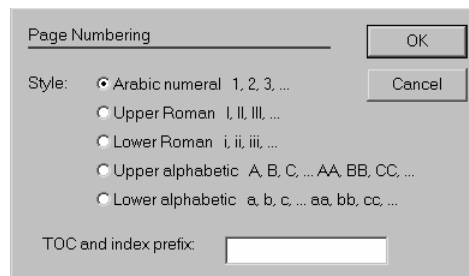 Page Numbering
OK
Style:
Arabic numeral 1, 2, 3, ...
Cancel
Upper Roman I, II, III, ...
Lower Roman i, ii, iii, ...
Upper alphabetic A, B, C, ... AA, BB, CC, ...
Lower alphabetic a, b, c, ... aa, bb, cc, ...
TOC and index prefix: